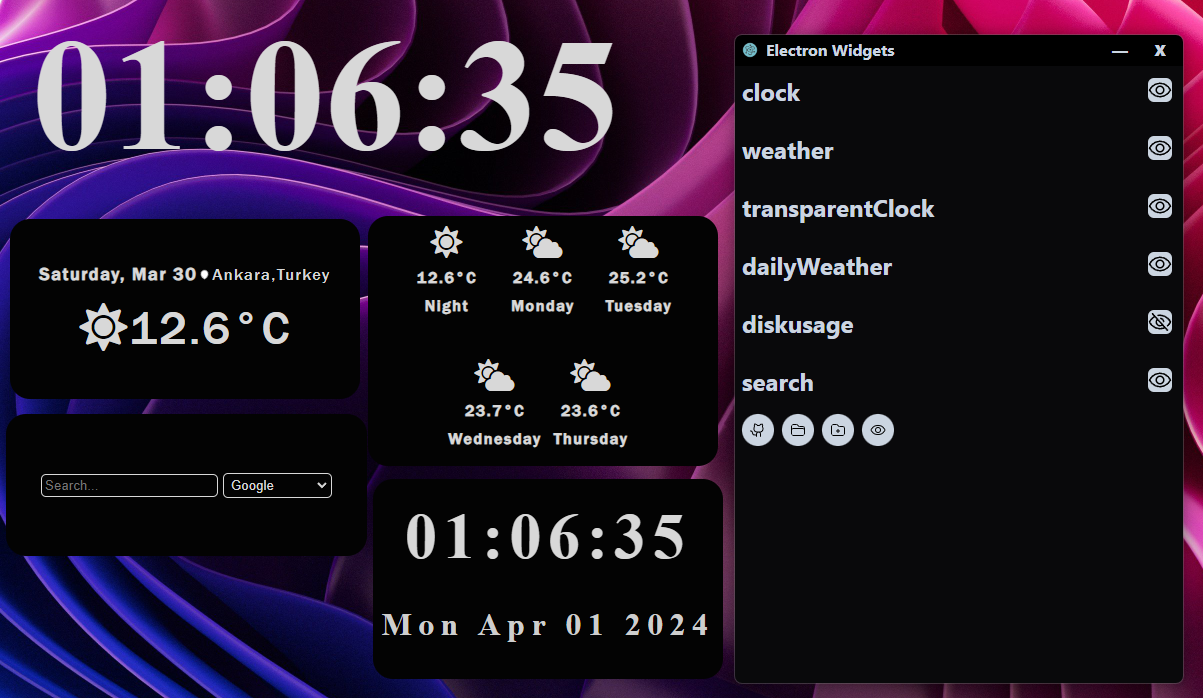 01:06:35
Saturday, Mar 30●Ankara,Turkey
12.6°C
Search...
Google
12.6°C 24.6°C 25.2°C
Night Monday Tuesday
23.7°C 23.6°C
Wednesday Thursday
01:06:35
Mon Apr 01 2024
Electron Widgets
clock
weather
transparentClock
dailyWeather
diskusage
search